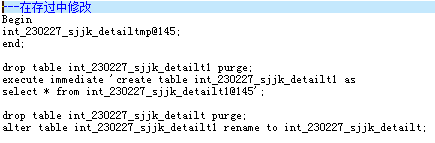 ---在存过中修改
Begin
int_230227_sjjk_detailtmp@145;
end;
drop table int_230227_sjjk_detailt1 purge;
execute immediate 'create table int_230227_sjjk_detailt1 as
select * from int_230227_sjjk_detailt1@145';
drop table int_230227_sjjk_detailt purge;
alter table int_230227_sjjk_detailt1 rename to int_230227_sjjk_detailt;